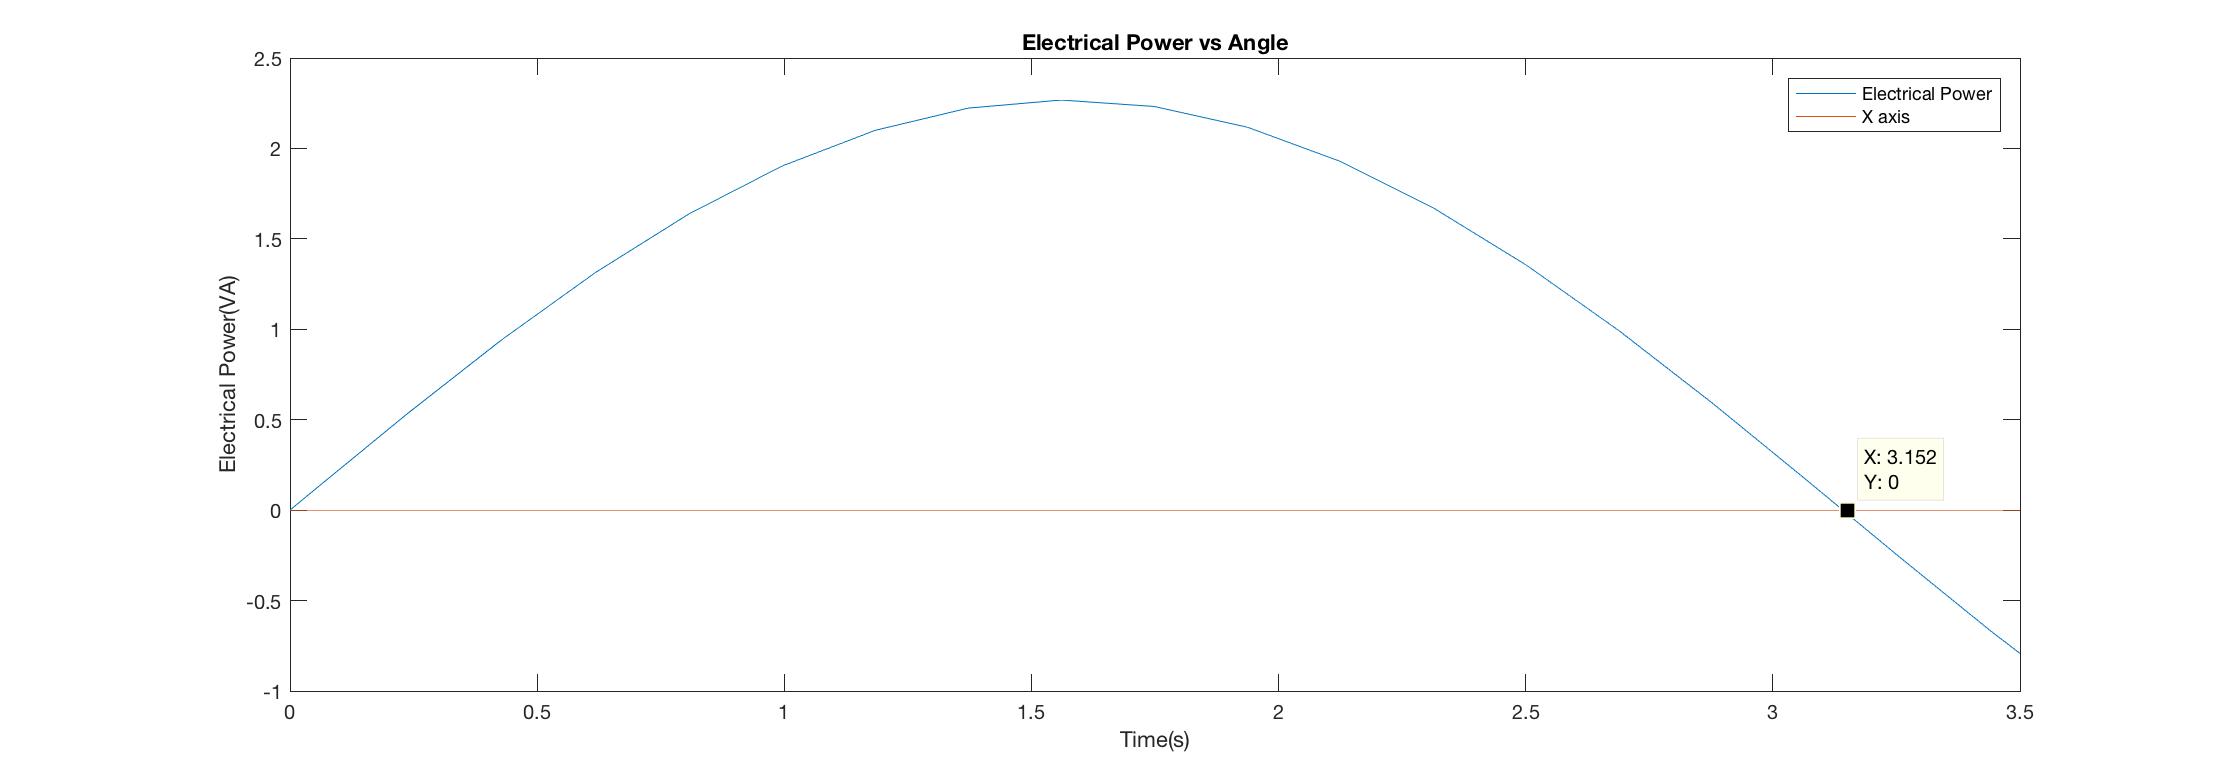 Electrical Power vs Angle
Electrical Power
X axis
2.5
2
1.5
1
0.5
0
-0.5
-1
Electrical Power(VA)
X: 3.152
Y: 0
0
0.5
1
1.5
2
2.5
3
3.5
Time(s)